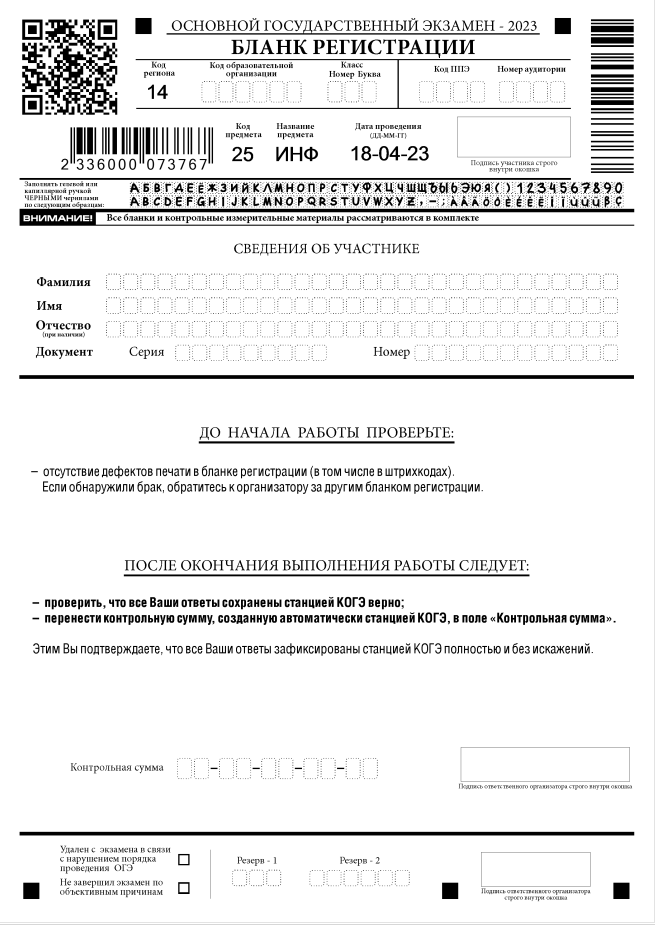 ОСНОВНОЙ ГОСУДАРСТВЕННЫЙ ЭКЗАМЕН - 2023
БЛАНК РЕГИСТРАЦИИ
Код региона
14
Код образовательной организации
Класс
Номер Буква
Код ППЭ
Номер аудитории
2 336000 073767
Код предмета
25
Название предмета
ИНФ
Дата проведения
(ДД-ММ-ГГ)
18-04-23
Подпись участника строго внутри окошка
Заполнять гелевой или
капиллярной ручкой
ЧЕРНЫМИ чернилами
по следующим образцам:
АБВГДЕЁЖЗИЙКЛМНОПРСТУФХЦЧШЩЪЫЬЭЮЯ()1234567890
ABCDEFGHIJKLMNOPQRSTUVWXYZ,-
ВНИМАНИЕ! Все бланки и контрольные измерительные материалы рассматриваются в комплекте
СВЕДЕНИЯ ОБ УЧАСТНИКЕ
Фамилия
Имя
Отчество
(при наличии)
Документ Серия Номер
ДО НАЧАЛА РАБОТЫ ПРОВЕРЬТЕ:
– отсутствие дефектов печати в бланке регистрации (в том числе в штрихкодах).
Если обнаружили брак, обратитесь к организатору за другим бланком регистрации.
ПОСЛЕ ОКОНЧАНИЯ ВЫПОЛНЕНИЯ РАБОТЫ СЛЕДУЕТ:
– проверить, что все Ваши ответы сохранены станцией КОГЭ верно;
– перенести контрольную сумму, созданную автоматически станцией КОГЭ, в поле «Контрольная сумма».
Этим Вы подтверждаете, что все Ваши ответы зафиксированы станцией КОГЭ полностью и без искажений.
Контрольная сумма
Подпись ответственного организатора строго внутри окошка
Удален с экзамена в связи
с нарушением порядка
проведения ОГЭ
Не завершил экзамен по
объективным причинам
Резерв - 1
Резерв - 2
Подпись ответственного организатора
строго внутри окошка